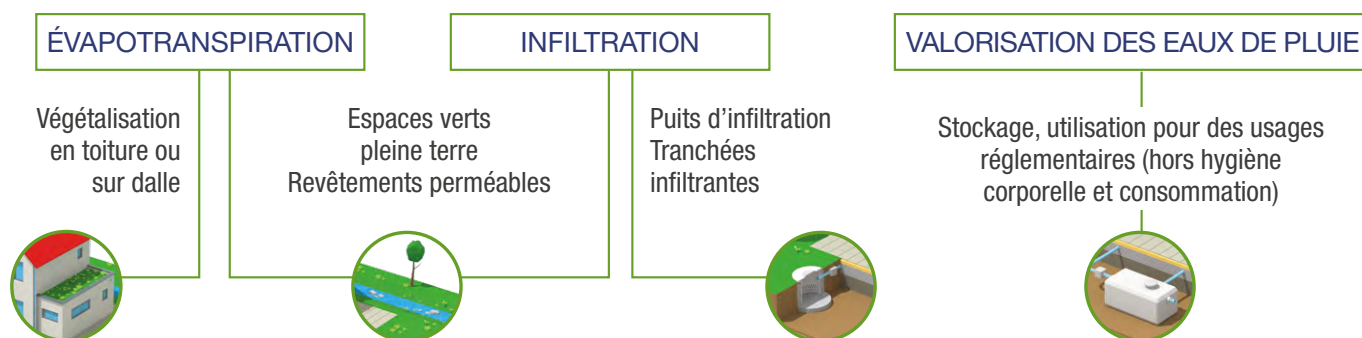 ÉVAPOTRANSPIRATION
INFILTRATION
VALORISATION DES EAUX DE PLUIE
Végétalisation
en toiture ou
sur dalle
Espaces verts
pleine terre
Revêtements perméables
Puits d’infiltration
Tranchées
infiltrantes
Stockage, utilisation pour des usages
réglementaires (hors hygiène
corporelle et consommation)